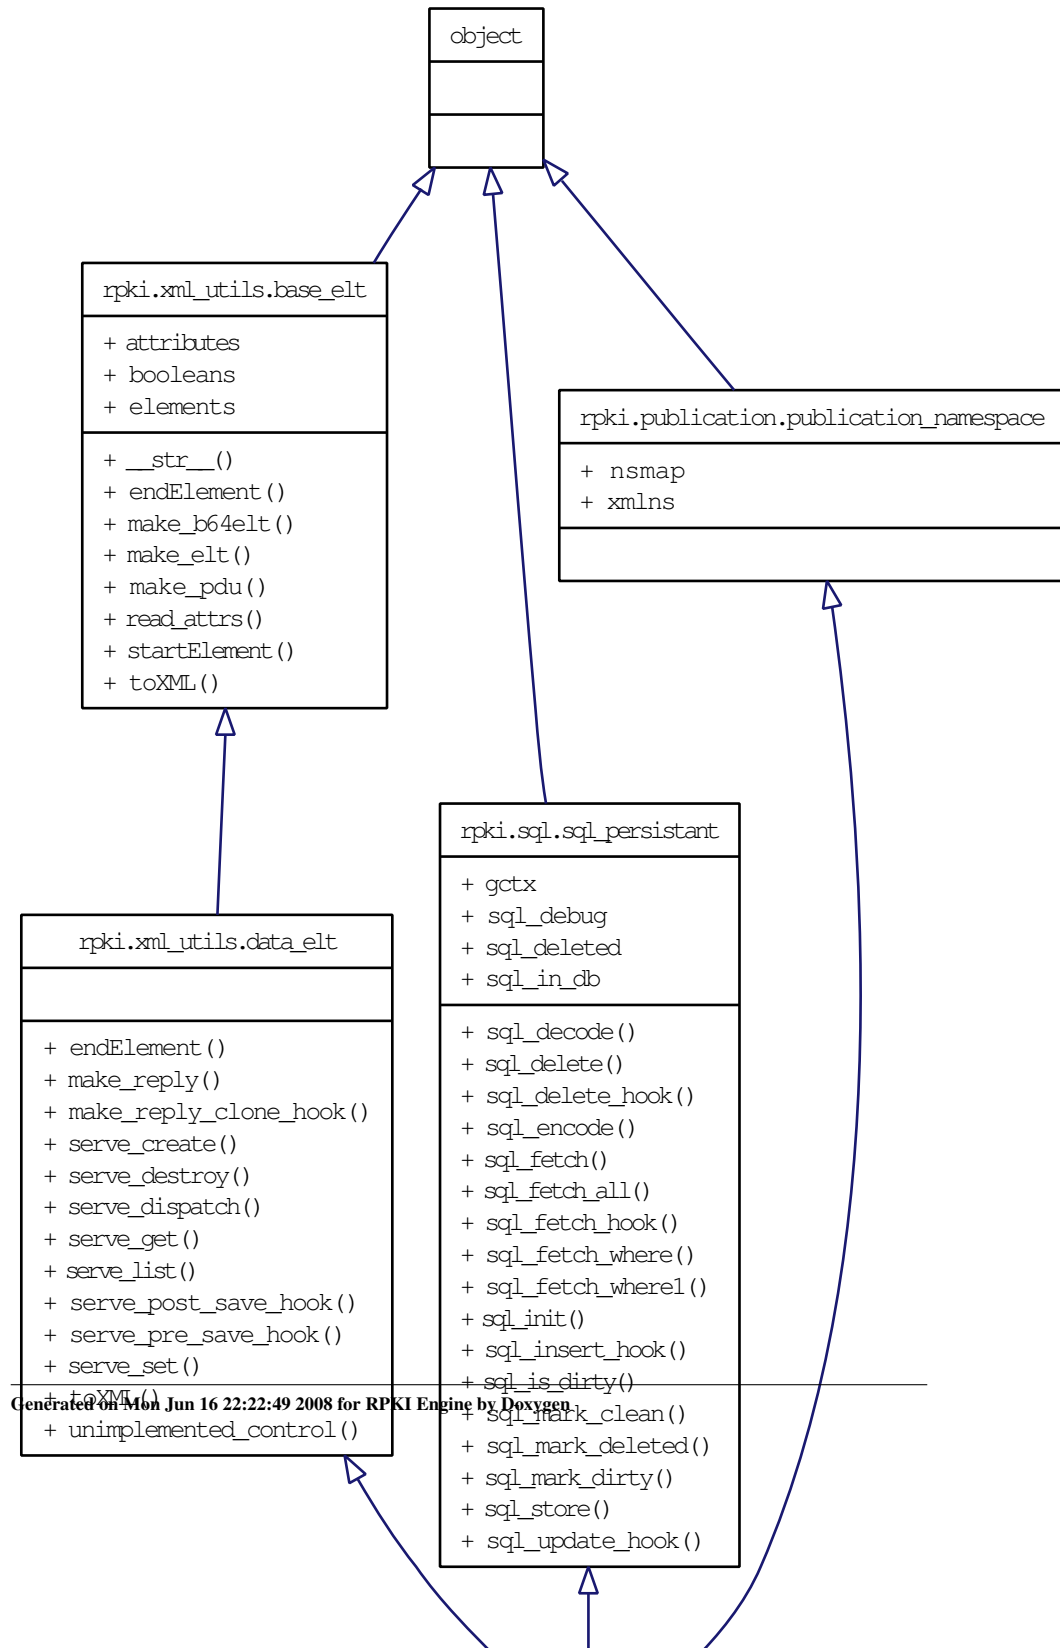 object
rpki.xml_utils.base_elt
+ attributes
+ booleans
+ elements
+ __str__()
+ endElement()
+ make_b64elt()
+ make_elt()
+ make_pdu()
+ read_attrs()
+ startElement()
+ toXML()
rpki.publication.publication_namespace
+ nsmap
+ xmlns
rpki.sql.sql_persistant
+ gctx
+ sql_debug
+ sql_deleted
+ sql_in_db
+ sql_decode()
+ sql_delete()
+ sql_delete_hook()
+ sql_encode()
+ sql_fetch()
+ sql_fetch_all()
+ sql_fetch_hook()
+ sql_fetch_where()
+ sql_fetch_where1()
+ sql_init()
+ sql_insert_hook()
+ sql_is_dirty()
+ sql_mark_clean()
+ sql_mark_deleted()
+ sql_mark_dirty()
+ sql_store()
+ sql_update_hook()
rpki.xml_utils.data_elt
+ endElement()
+ make_reply()
+ make_reply_clone_hook()
+ serve_create()
+ serve_destroy()
+ serve_dispatch()
+ serve_get()
+ serve_list()
+ serve_post_save_hook()
+ serve_pre_save_hook()
+ serve_set()
+ toXML()
+ unimplemented_control()
Generated on Mon Jun 16 22:22:49 2008 for RPKI Engine by Doxygen